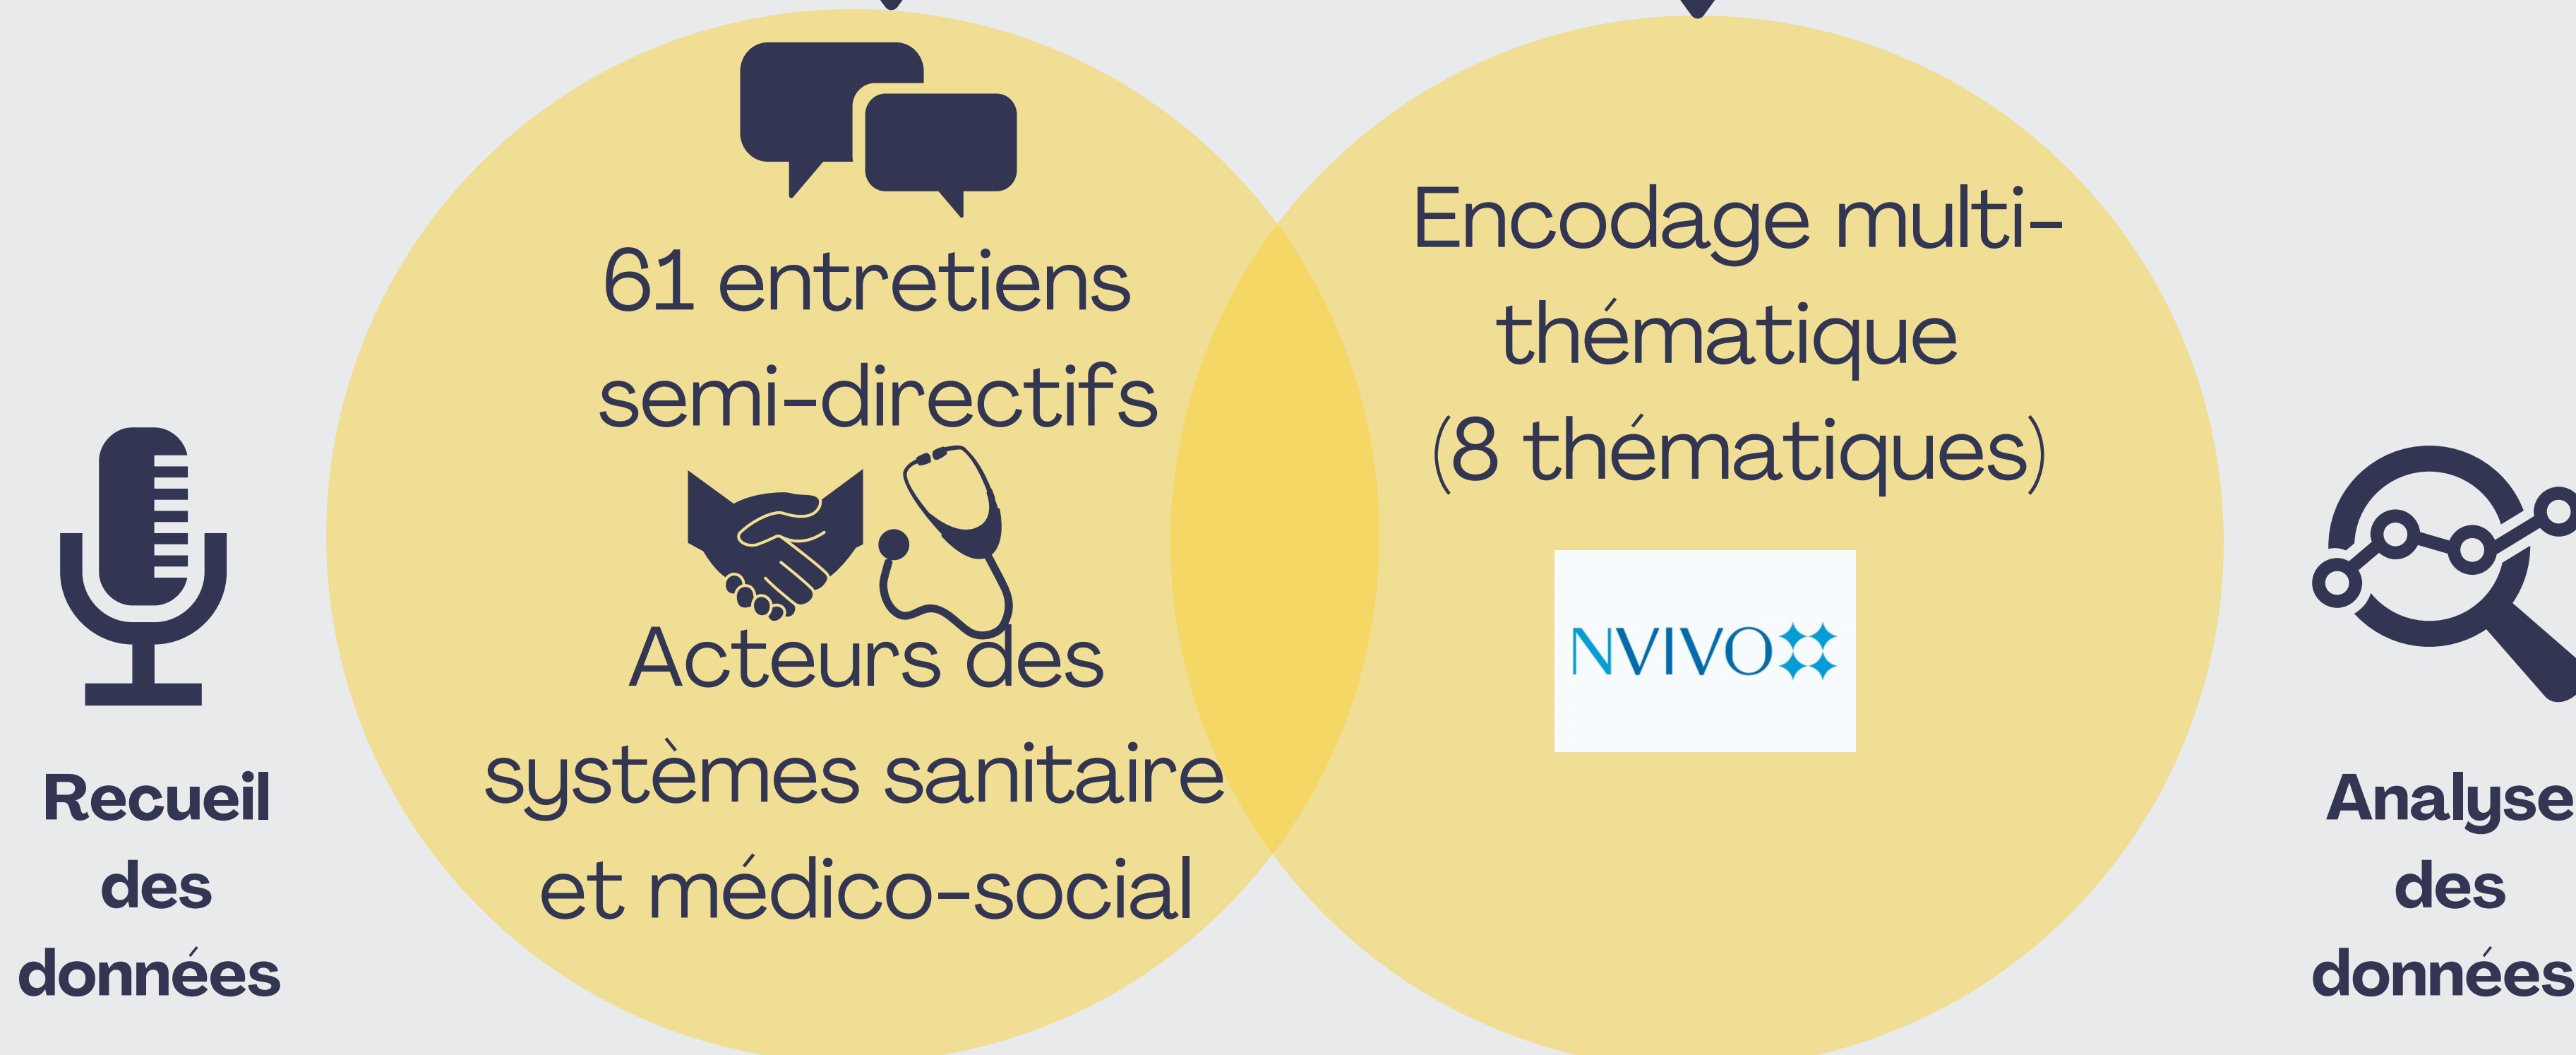 61 entretiens
semi-directifs
Acteurs des
systèmes sanitaire
et médico-social
Encodage multi-
thématique
(8 thématiques)
NVIVO
Recueil
des
données
Analyse
des
données